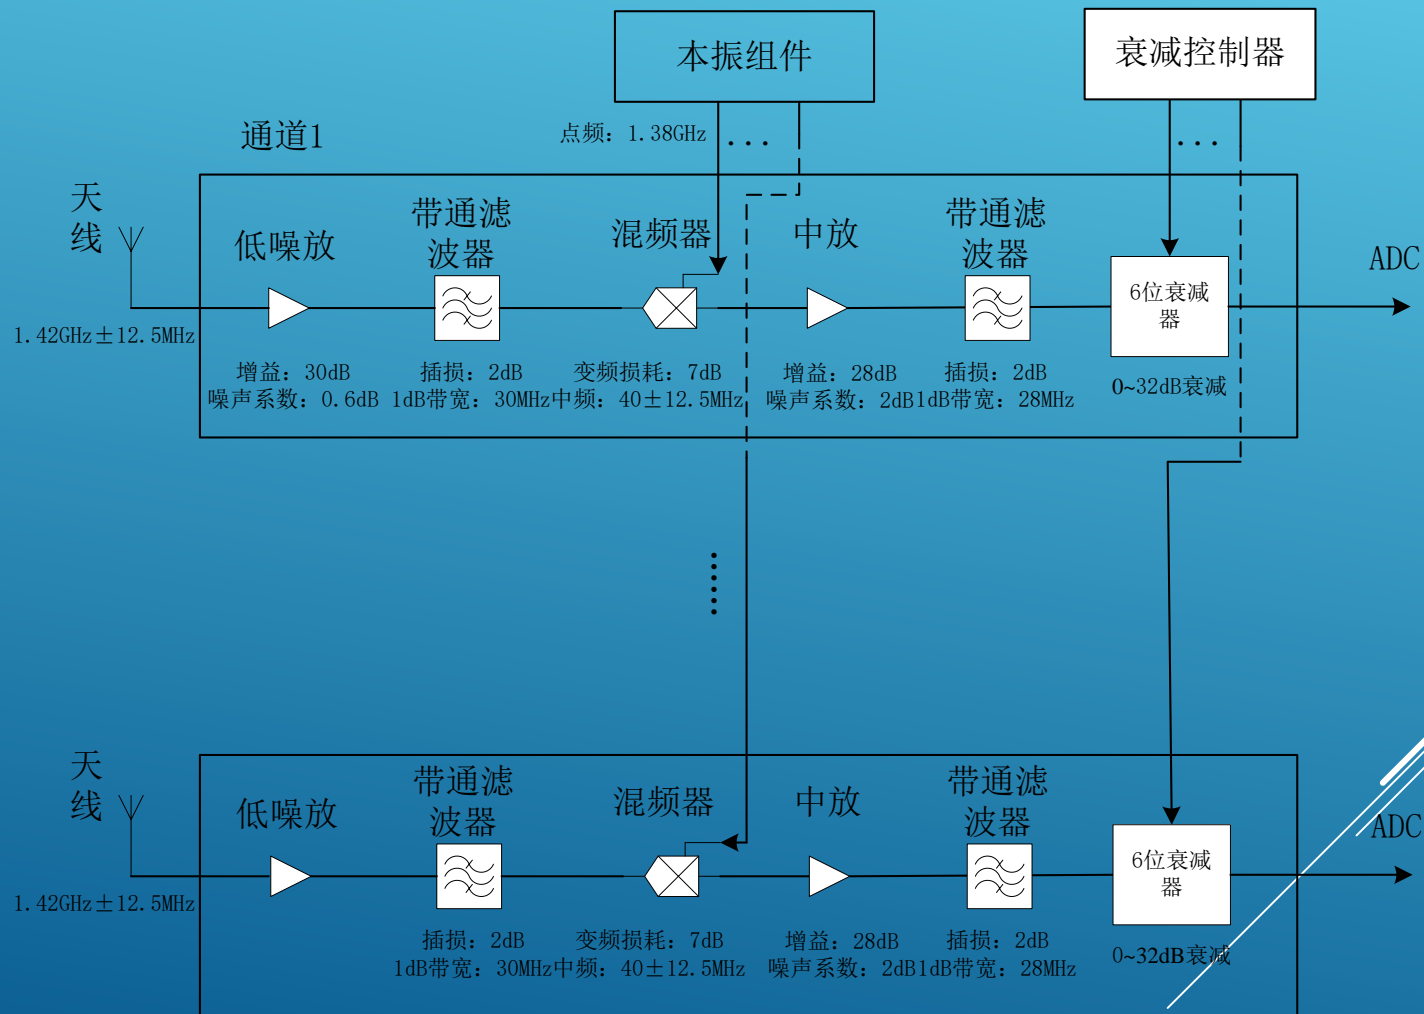 本振组件
衰减控制器
点频：1.38GHz
...
...
通道1
天
线
低噪放
带通滤
波器
混频器
中放
带通滤
波器
6位衰减
器
ADC
1.42GHz±12.5MHz
增益：30dB
噪声系数：0.6dB
插损：2dB
1dB带宽：30MHz
变频损耗：7dB
中频：40±12.5MHz
增益：28dB
噪声系数：2dB
插损：2dB
1dB带宽：28MHz
0~32dB衰减
......
天
线
低噪放
带通滤
波器
混频器
中放
带通滤
波器
6位衰减
器
ADC
1.42GHz±12.5MHz
插损：2dB
1dB带宽：30MHz
变频损耗：7dB
中频：40±12.5MHz
增益：28dB
噪声系数：2dB
插损：2dB
1dB带宽：28MHz
0~32dB衰减